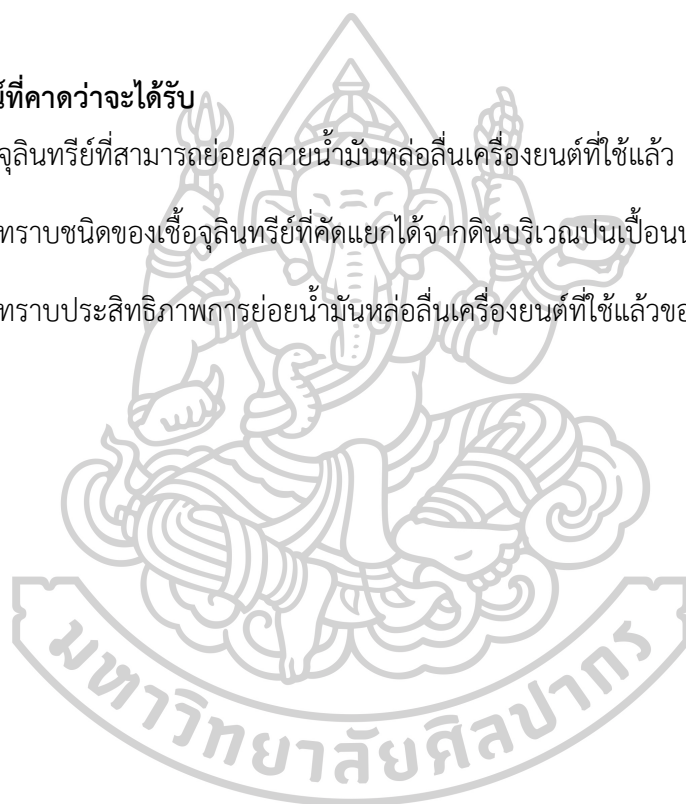 ที่คาดว่าจะได้รับ
จุลินทรีย์ที่สามารถย่อยสลายน้ำมันหล่อลื่นเครื่องยนต์ที่ใช้แล้ว
ทราบชนิดของเชื้อจุลินทรีย์ที่คัดแยกได้จากดินบริเวณปนเปื้อน
ทราบประสิทธิภาพการย่อยน้ำมันหล่อลื่นเครื่องยนต์ที่ใช้แล้วขอ
มหาวิทยาลัยศิลปากร